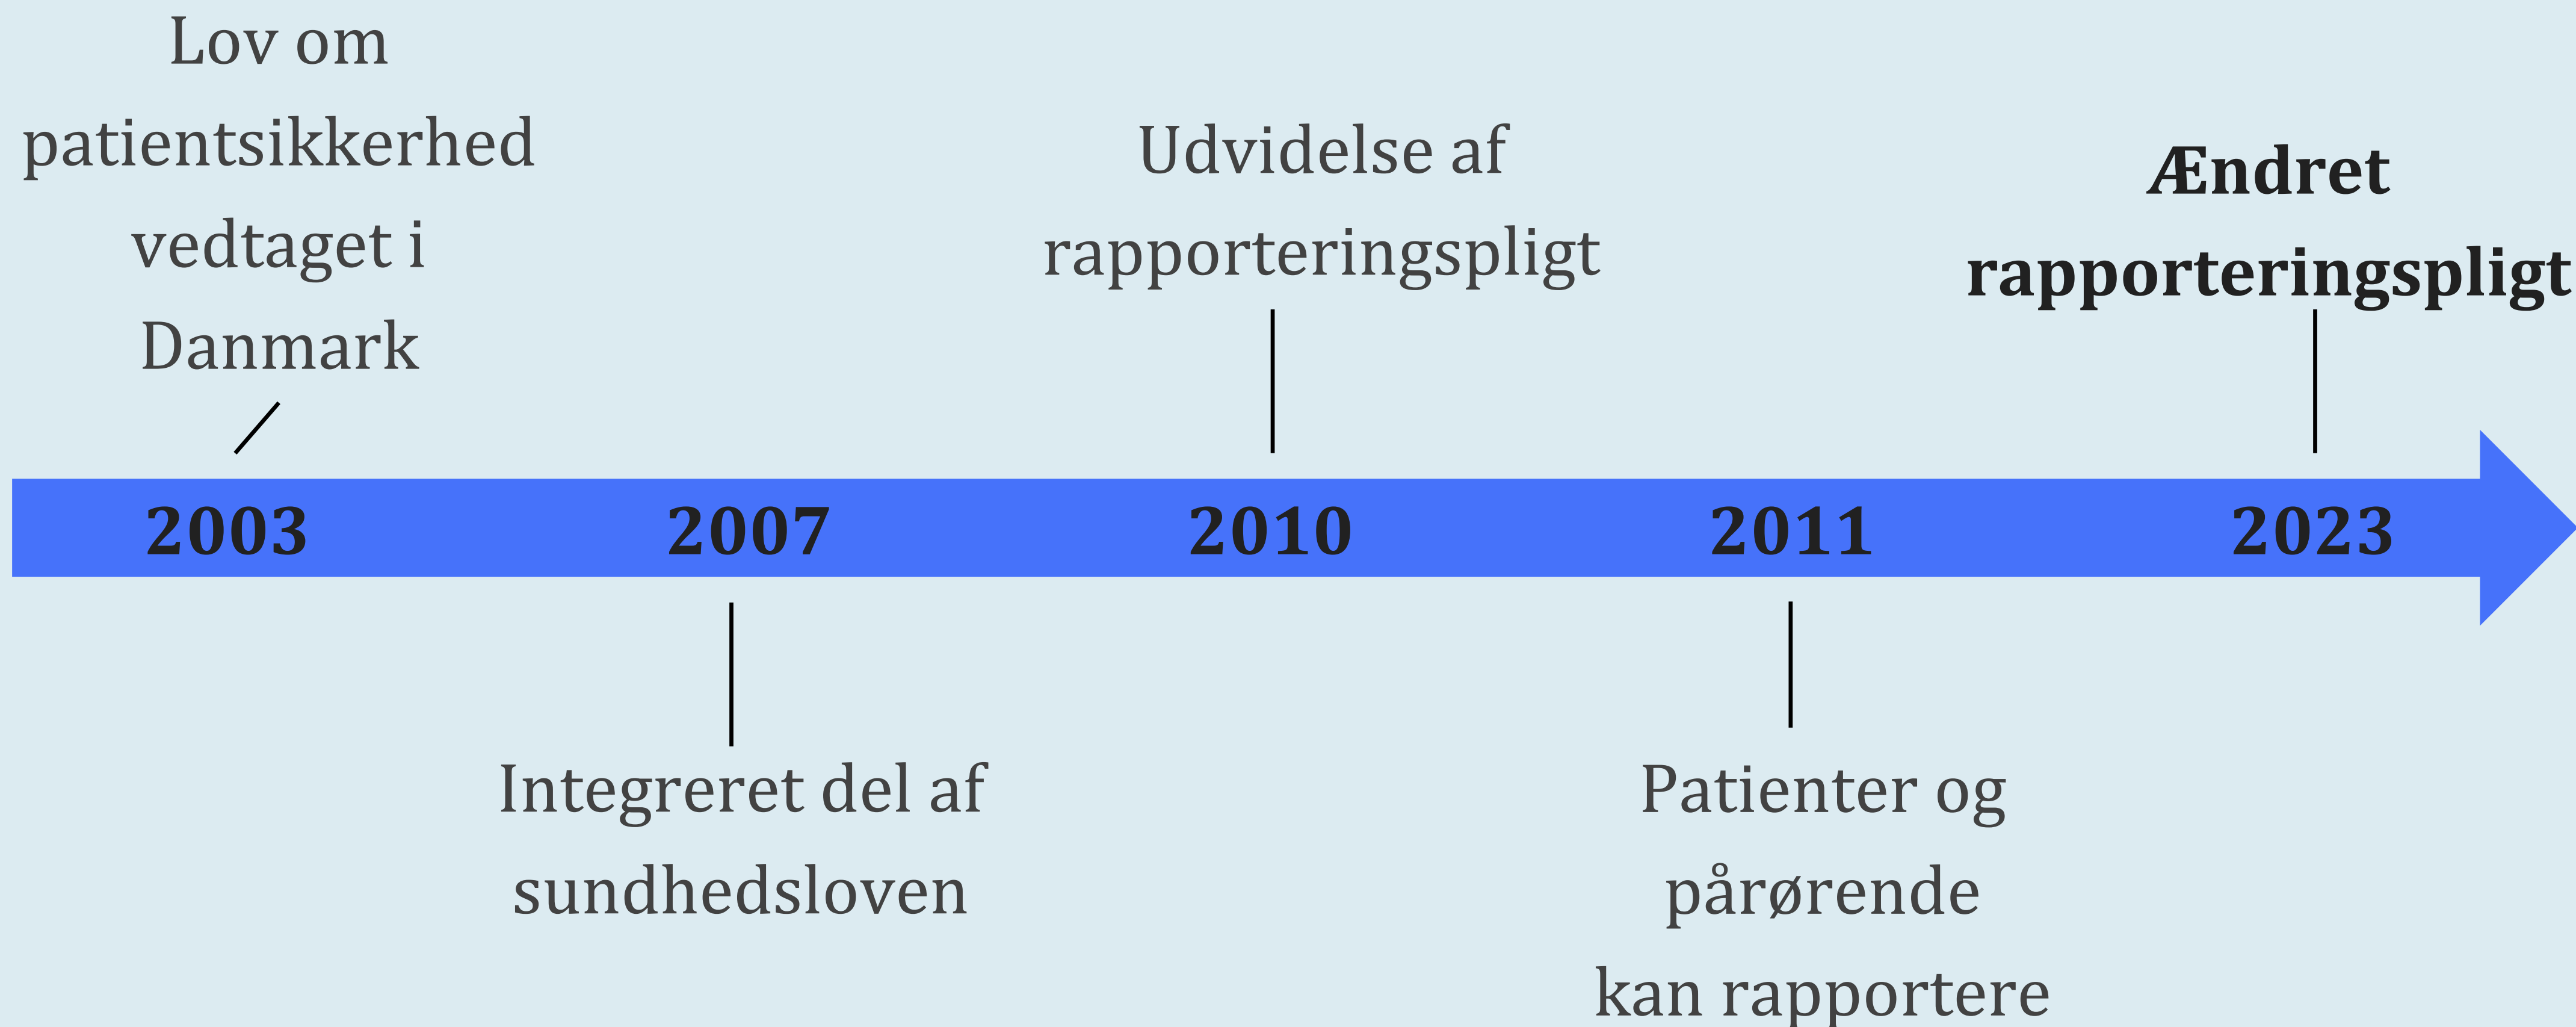 Lov om
patientsikkerhed
vedtaget i
Danmark
Udvidelse af
rapporteringspligt
Ændret
rapporteringspligt
2003 2007 2010 2011 2023
Integreret del af
sundhedsloven
Patienter og
pårørende
kan rapportere